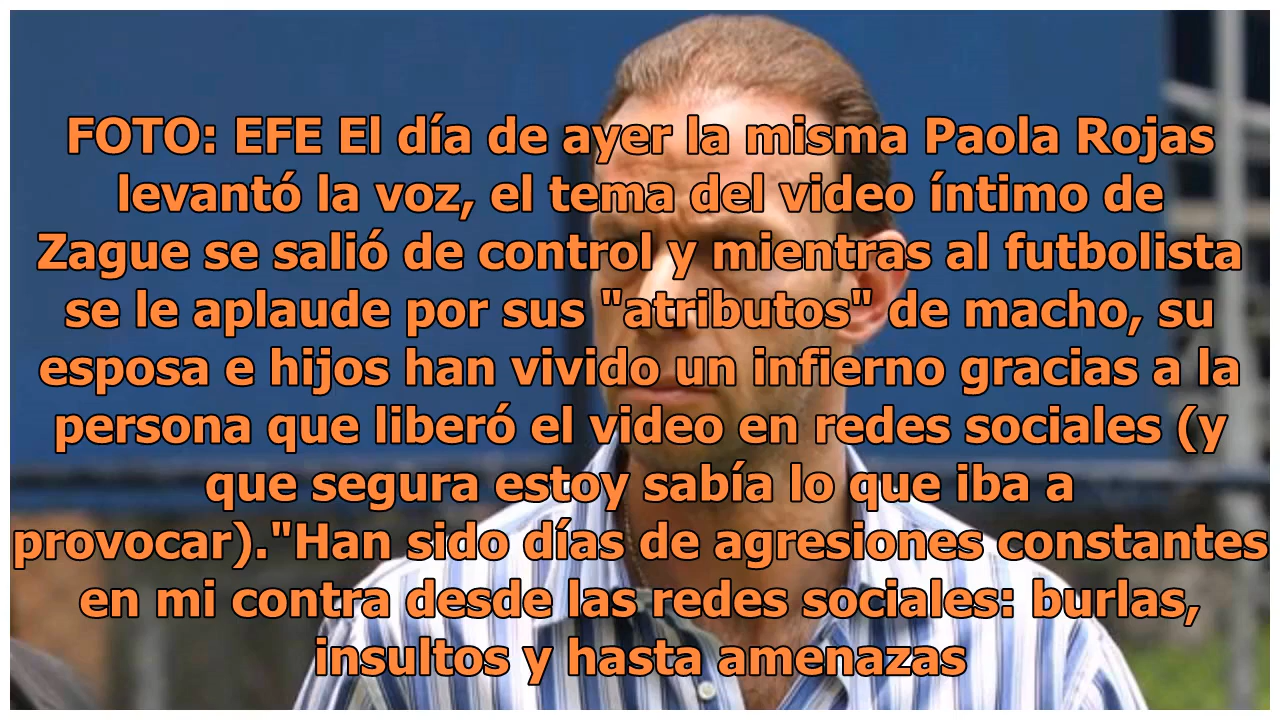 FOTO: EFE El día de ayer la misma Paola Rojas
levantó la voz, el tema del video íntimo de
Zague se salió de control y mientras al futbolista
se le aplaude por sus "atributos" de macho, su
esposa e hijos han vivido un infierno gracias a la
persona que liberó el video en redes sociales (y
que segura estoy sabía lo que iba a
provocar)."Han sido días de agresiones constantes
en mi contra desde las redes sociales: burlas,
insultos y hasta amenazas